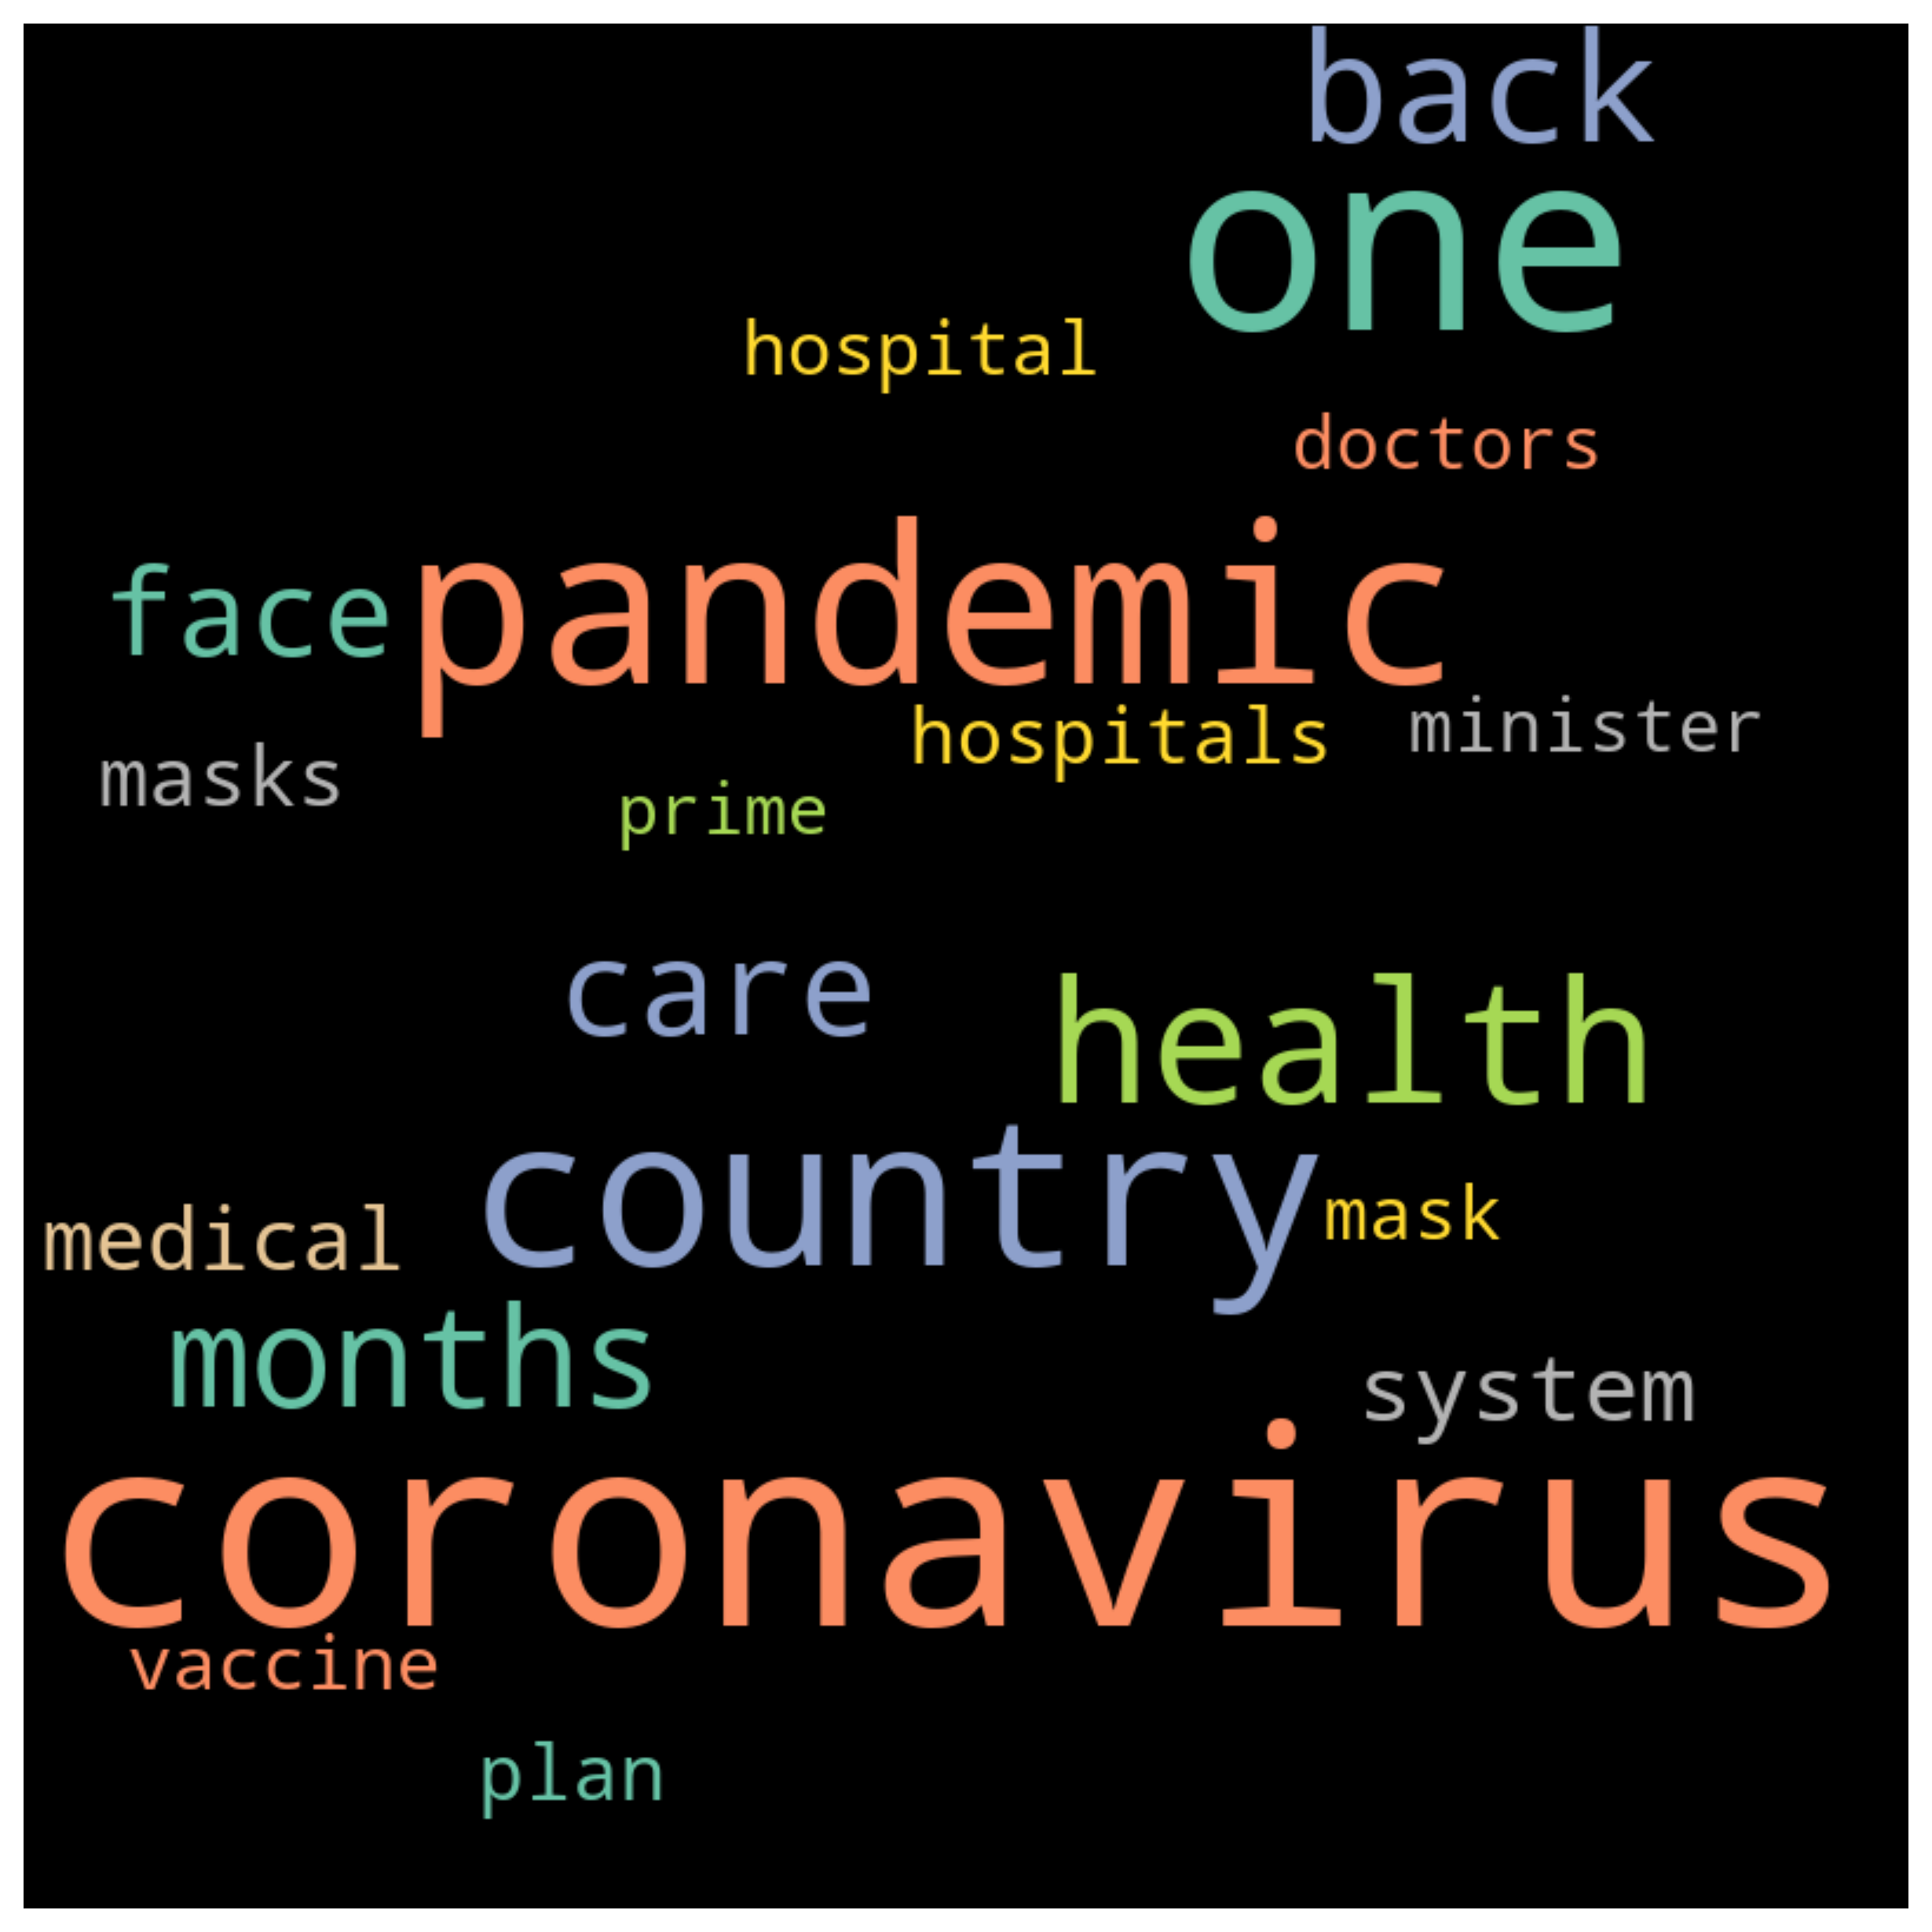 back
one
hospital
doctors
pandemic
face
hospitals
minister
masks
prime
care
health
country
mask
medical
months
system
coronavirus
vaccine
plan